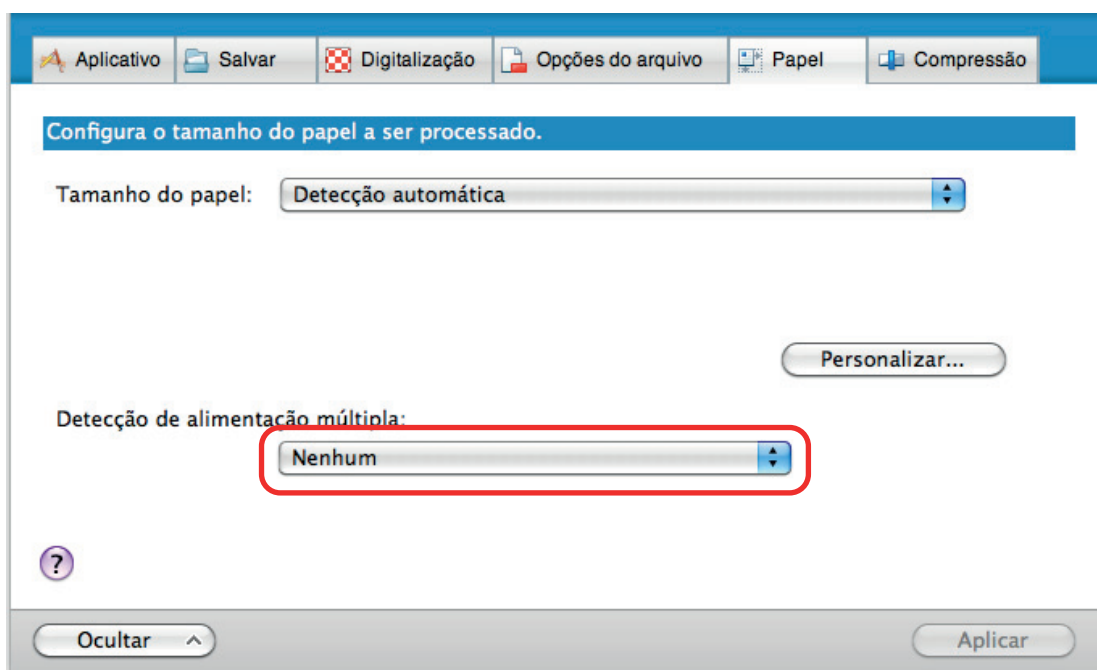 Aplicativo Salvar Digitalização Opções do arquivo Papel Compressão
Configura o tamanho do papel a ser processado.
Tamanho do papel: Detecção automática
Personalizar...
Detecção de alimentação múltipla:
Nenhum
?
Ocultar Aplicar